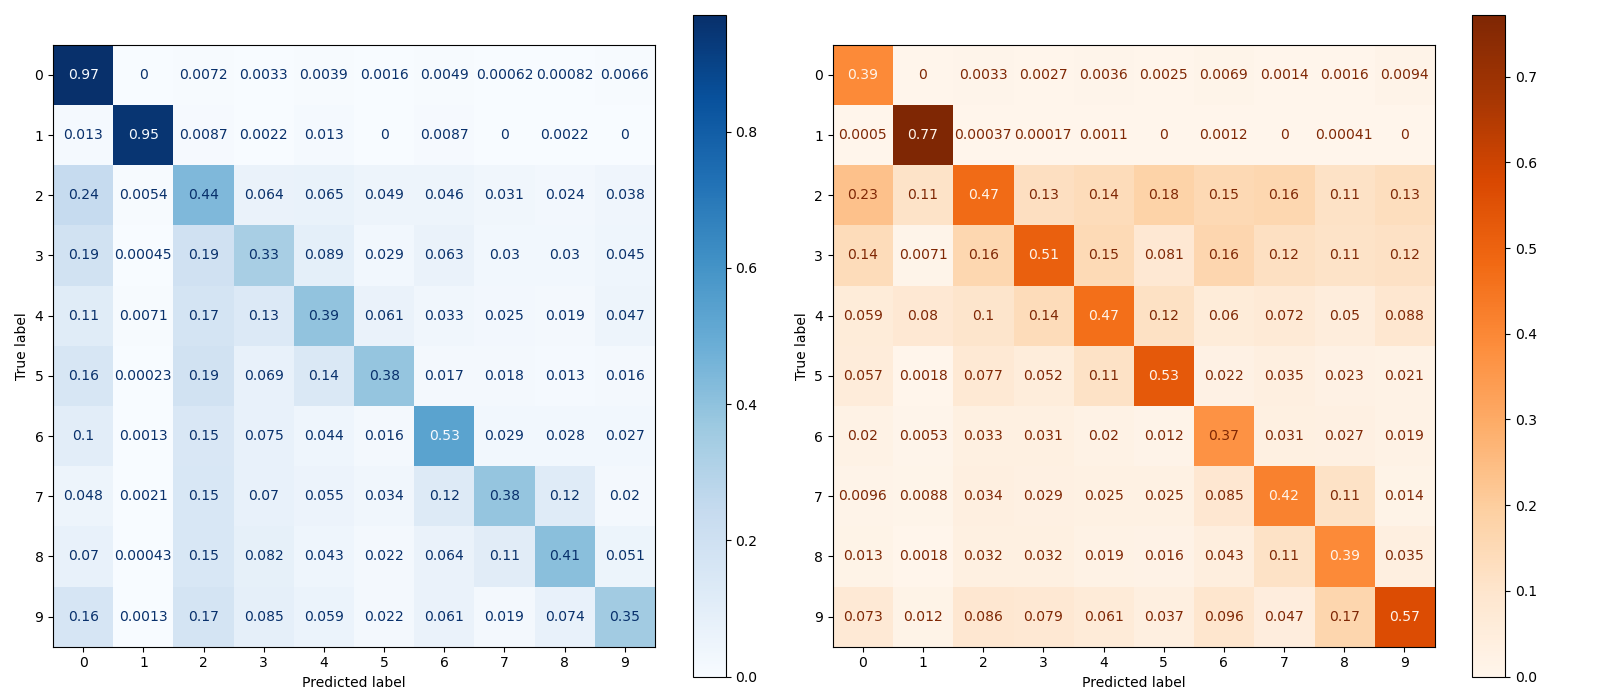 0 0.97 0 0.0072 0.0033 0.0039 0.0016 0.0049 0.00062 0.00082 0.0066
1 0.013 0.95 0.0087 0.0022 0.013 0 0.0087 0 0.0022 0
2 0.24 0.0054 0.44 0.064 0.065 0.049 0.046 0.031 0.024 0.038
3 0.19 0.00045 0.19 0.33 0.089 0.029 0.063 0.03 0.03 0.045
4 0.11 0.0071 0.17 0.13 0.39 0.061 0.033 0.025 0.019 0.047
5 0.16 0.00023 0.19 0.069 0.14 0.38 0.017 0.018 0.013 0.016
6 0.1 0.0013 0.15 0.075 0.044 0.016 0.53 0.029 0.028 0.027
7 0.048 0.0021 0.15 0.07 0.055 0.034 0.12 0.38 0.12 0.02
8 0.07 0.00043 0.15 0.082 0.043 0.022 0.064 0.11 0.41 0.051
9 0.16 0.0013 0.17 0.085 0.059 0.022 0.061 0.019 0.074 0.35
0 1 2 3 4 5 6 7 8 9
Predicted label
True label
0.8
0.6
0.4
0.2
0.0
0 0.39 0 0.0033 0.0027 0.0036 0.0025 0.0069 0.0014 0.0016 0.0094
1 0.0005 0.77 0.00037 0.00017 0.0011 0 0.0012 0 0.00041 0
2 0.23 0.11 0.47 0.13 0.14 0.18 0.15 0.16 0.11 0.13
3 0.14 0.0071 0.16 0.51 0.15 0.081 0.16 0.12 0.11 0.12
4 0.059 0.08 0.1 0.14 0.47 0.12 0.06 0.072 0.05 0.088
5 0.057 0.0018 0.077 0.052 0.11 0.53 0.022 0.035 0.023 0.021
6 0.02 0.0053 0.033 0.031 0.02 0.012 0.37 0.031 0.027 0.019
7 0.0096 0.0088 0.034 0.029 0.025 0.025 0.085 0.42 0.11 0.014
8 0.013 0.0018 0.032 0.032 0.019 0.016 0.043 0.11 0.39 0.035
9 0.073 0.012 0.086 0.079 0.061 0.037 0.096 0.047 0.17 0.57
0 1 2 3 4 5 6 7 8 9
Predicted label
True label
0.7
0.6
0.5
0.4
0.3
0.2
0.1
0.0